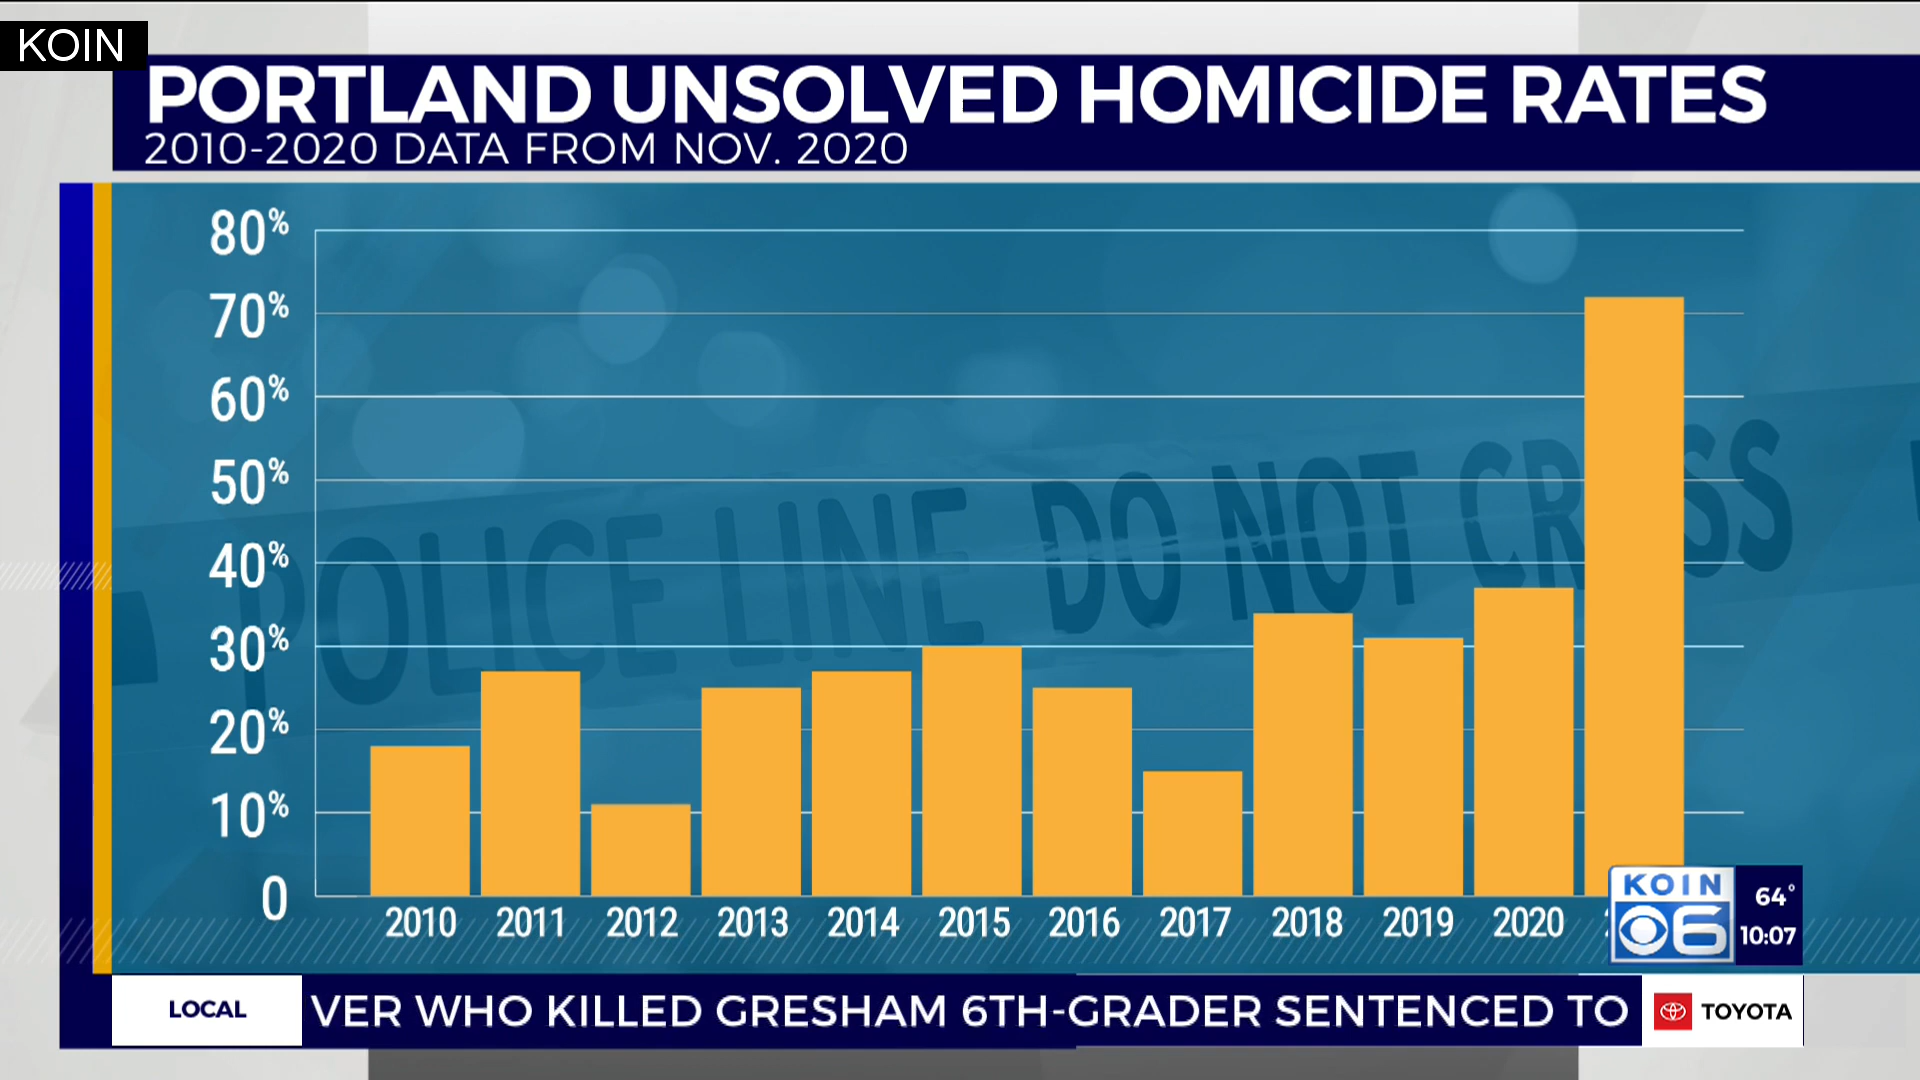 KOIN
PORTLAND UNSOLVED HOMICIDE RATES
2010-2020 DATA FROM NOV. 2020
80%
70%
60%
50%
40%
30%
20%
10%
0
POLICE LINE DO NOT CROSS
2010 2011 2012 2013 2014 2015 2016 2017 2018 2019 2020
KOIN
6
64°
10:07
LOCAL
VER WHO KILLED GRESHAM 6TH-GRADER SENTENCED TO
TOYOTA